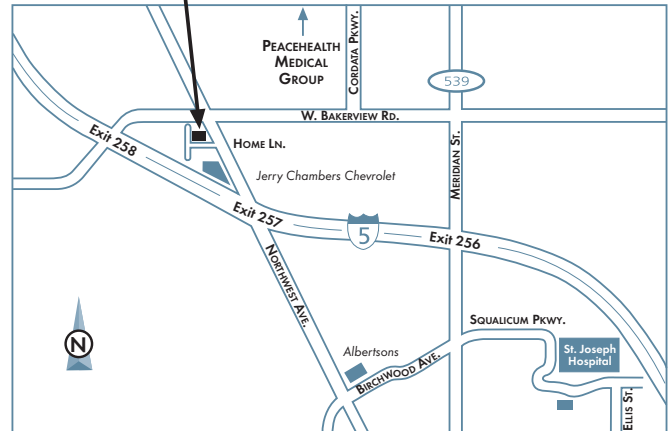 PEACEHEALTH
MEDICAL
GROUP
CORDATA PKWY.
539
W. BAKERVIEW RD.
Exit 258
HOME LN.
MERIDIAN ST.
Jerry Chambers Chevrolet
Exit 257
5
Exit 256
NORTHWEST AVE.
N
SQUALICUM PKWY.
Albertsons
St. Joseph
Hospital
BIRCHWOOD AVE.
ELLIS ST.